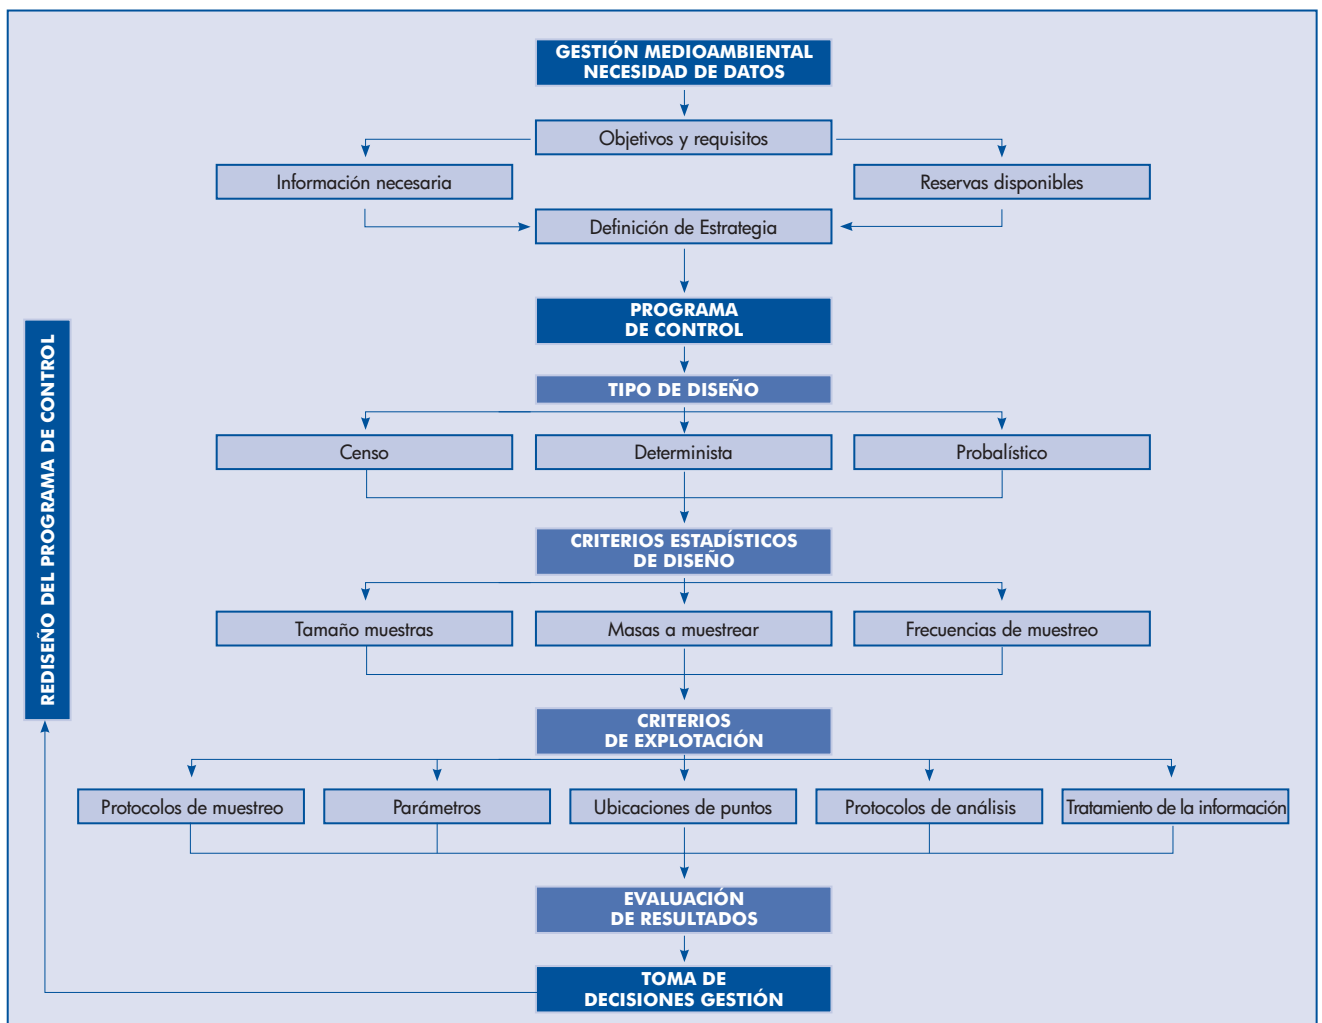 GESTIÓN MEDIOAMBIENTAL
NECESIDAD DE DATOS
Objetivos y requisitos
Información necesaria
Reservas disponibles
Definición de Estrategia
PROGRAMA
DE CONTROL
TIPO DE DISEÑO
Censo
Determinista
Probalístico
CRITERIOS ESTADÍSTICOS
DE DISEÑO
Tamaño muestras
Masas a muestrear
Frecuencias de muestreo
CRITERIOS
DE EXPLOTACIÓN
Protocolos de muestreo
Parámetros
Ubicaciones de puntos
Protocolos de análisis
Tratamiento de la información
EVALUACIÓN
DE RESULTADOS
TOMA DE
DECISIONES GESTIÓN
REDISEÑO DEL PROGRAMA DE CONTROL